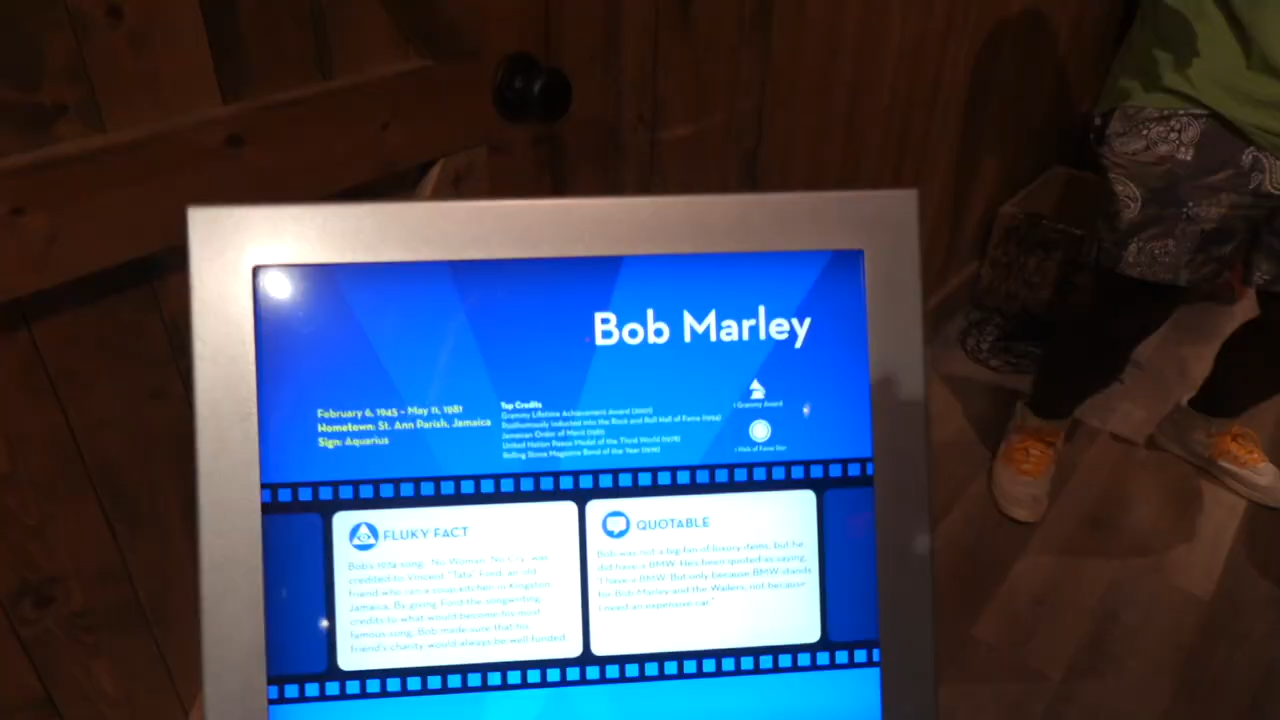 Bob Marley
February 6, 1945 - May 11, 1981
Hometown: St. Ann Parish, Jamaica
Sign: Aquarius
Top Credits
Grammy Lifetime Achievement Award (2001)
Posthumously inducted into the Rock and Roll Hall of Fame (1994)
Jamaican Order of Merit (1981)
United Nation Peace Medal of the Third World (1978)
Rolling Stone Magazine Band of the Year (1976)
1 Grammy Award
1 Walk of Fame Star
FLUKY FACT
Bob's 1974 song, No Woman, No Cry, was
credited to Vincent "Tata" Ford, an old
friend who ran a soup kitchen in Kingston,
Jamaica. By giving Ford the songwriting
credits to what would become his most
famous song, Bob made sure that his
friend's charity would always be well funded
QUOTABLE
Bob was not a big fan of luxury items, but he
did have a BMW. He's been quoted as saying,
"I have a BMW. But only because BMW stands
for Bob Marley and the Wailers, not because
I need an expensive car."